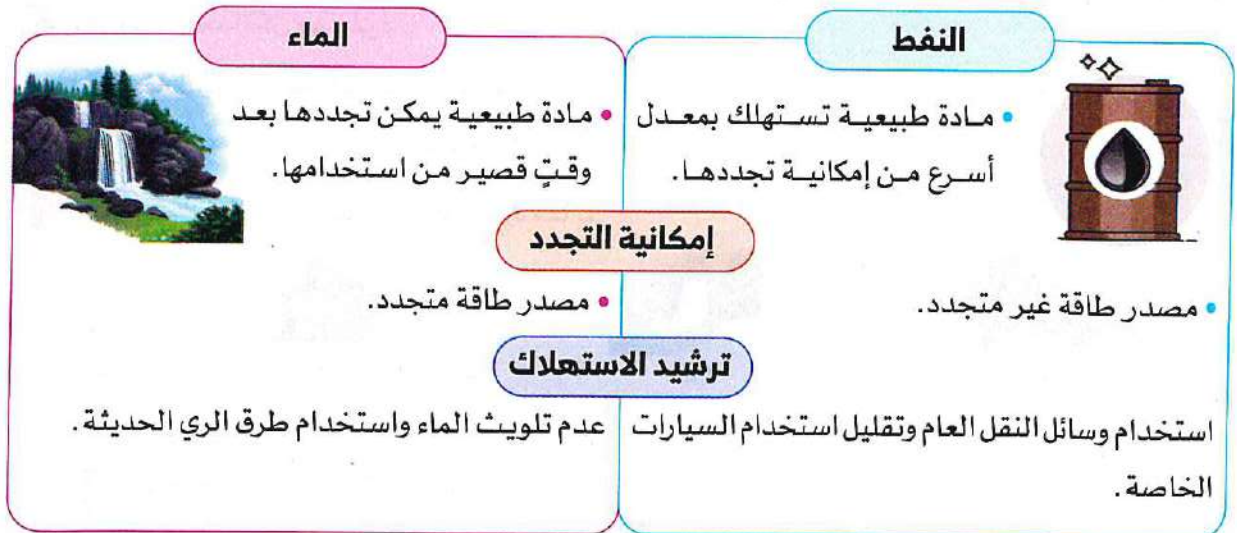 النفط
• مادة طبيعية تستهلك بمعدل
أسرع من إمكانية تجددها.
الماء
• مادة طبيعية يمكن تجددها بعد
وقتٍ قصير من استخدامها.
إمكانية التجدد
• مصدر طاقة غير متجدد.
• مصدر طاقة متجدد.
ترشيد الاستهلاك
استخدام وسائل النقل العام وتقليل استخدام السيارات
الخاصة.
عدم تلويث الماء واستخدام طرق الري الحديثة.